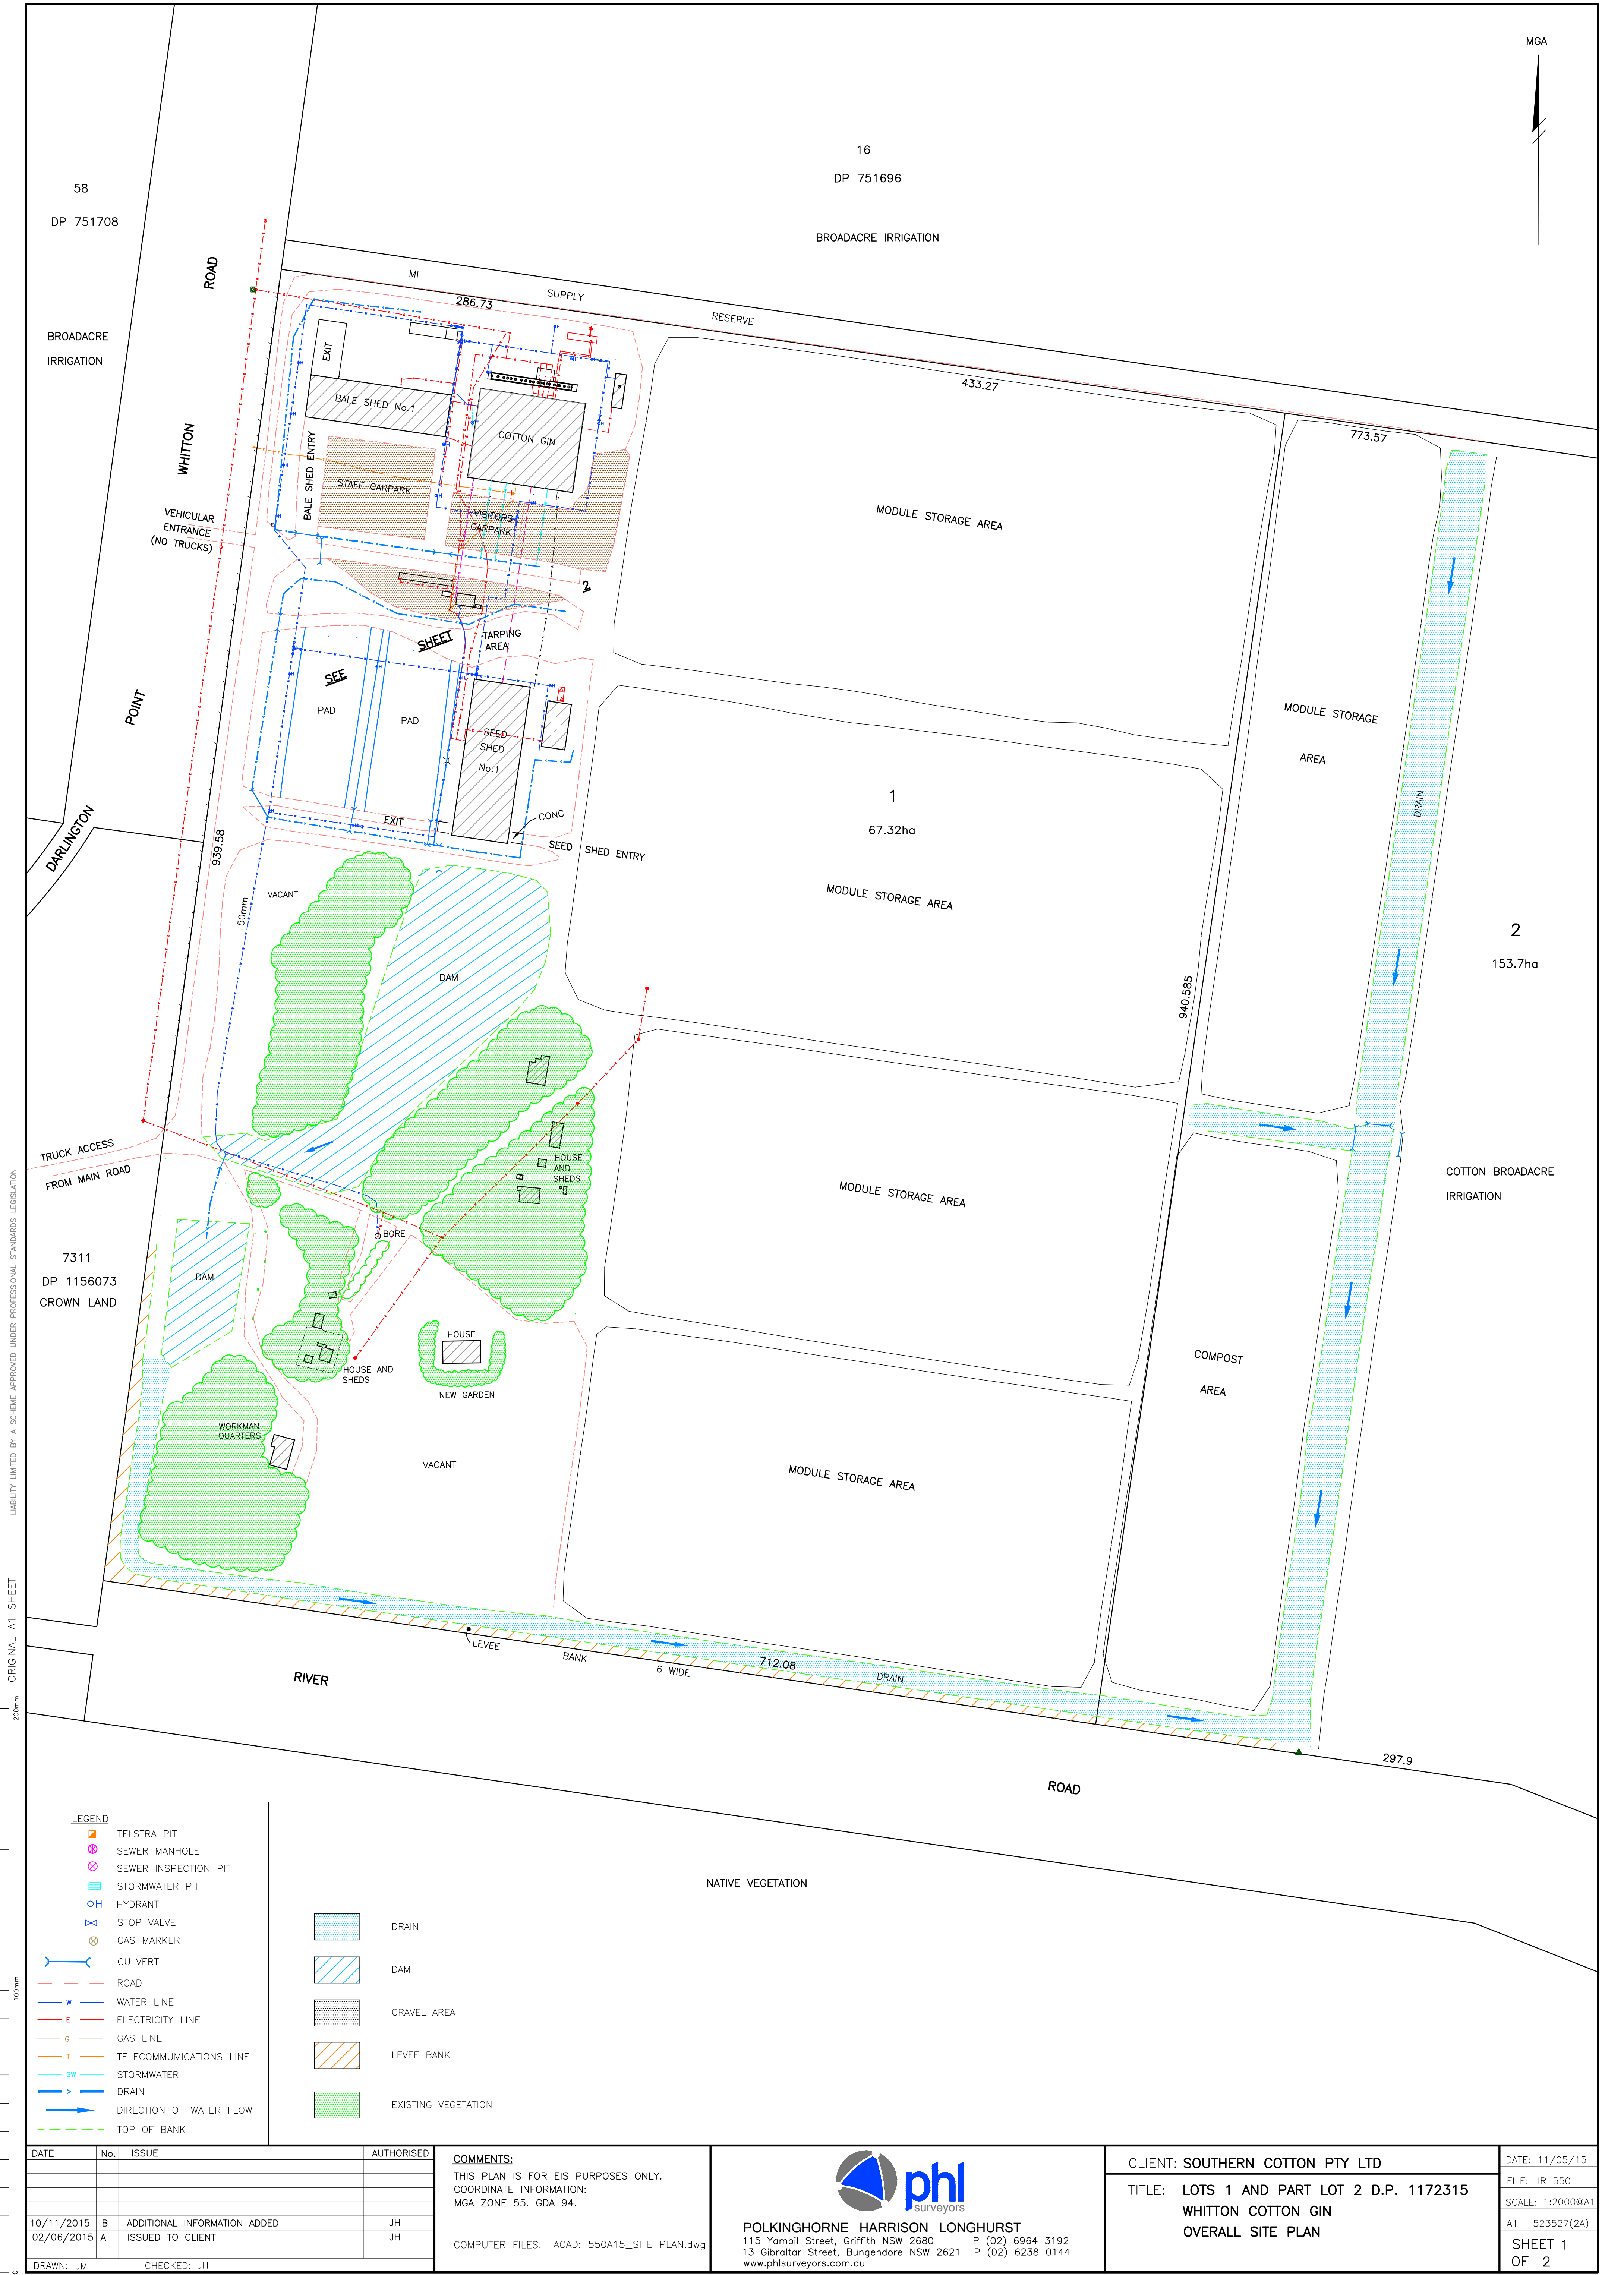 MGA
16
DP 751696
BROADACRE IRRIGATION
58
DP 751708
BROADACRE
IRRIGATION
DARLINGTON
POINT
WHITTON
ROAD
MI
SUPPLY
RESERVE
286.73
433.27
773.57
EXIT
BALE SHED No.1
COTTON GIN
BALE SHED ENTRY
STAFF CARPARK
VISITORS
CARPARK
VEHICULAR
ENTRANCE
(NO TRUCKS)
MODULE STORAGE AREA
SEE
SHEET
2
TARPING
AREA
PAD
PAD
SEED
SHED
No.1
EXIT
CONC
SEED SHED ENTRY
MODULE STORAGE
AREA
DRAIN
1
67.32ha
MODULE STORAGE AREA
939.58
50mm
VACANT
DAM
940.585
2
153.7ha
TRUCK ACCESS
FROM MAIN ROAD
HOUSE
AND
SHEDS
MODULE STORAGE AREA
COTTON BROADACRE
IRRIGATION
BORE
7311
DP 1156073
CROWN LAND
DAM
HOUSE
HOUSE AND
SHEDS
NEW GARDEN
COMPOST
AREA
WORKMAN
QUARTERS
VACANT
MODULE STORAGE AREA
LEVEE
BANK
6 WIDE
712.08
DRAIN
RIVER
ROAD
297.9
NATIVE VEGETATION
LIABILITY LIMITED BY A SCHEME APPROVED UNDER PROFESSIONAL STANDARDS LEGISLATION
ORIGINAL A1 SHEET
200mm
100mm
0
LEGEND
TELSTRA PIT
SEWER MANHOLE
SEWER INSPECTION PIT
STORMWATER PIT
H HYDRANT
STOP VALVE
GAS MARKER
CULVERT
ROAD
W WATER LINE
E ELECTRICITY LINE
G GAS LINE
T TELECOMMUMICATIONS LINE
SW STORMWATER
> DRAIN
DIRECTION OF WATER FLOW
TOP OF BANK
DRAIN
DAM
GRAVEL AREA
LEVEE BANK
EXISTING VEGETATION
DATE No. ISSUE AUTHORISED
10/11/2015 B ADDITIONAL INFORMATION ADDED JH
02/06/2015 A ISSUED TO CLIENT JH
DRAWN: JM CHECKED: JH
COMMENTS:
THIS PLAN IS FOR EIS PURPOSES ONLY.
COORDINATE INFORMATION:
MGA ZONE 55. GDA 94.
COMPUTER FILES: ACAD: 550A15_SITE PLAN.dwg
phl
surveyors
POLKINGHORNE HARRISON LONGHURST
115 Yambil Street, Griffith NSW 2680 P (02) 6964 3192
13 Gibraltar Street, Bungendore NSW 2621 P (02) 6238 0144
www.phlsurveyors.com.au
CLIENT: SOUTHERN COTTON PTY LTD
TITLE: LOTS 1 AND PART LOT 2 D.P. 1172315
WHITTON COTTON GIN
OVERALL SITE PLAN
DATE: 11/05/15
FILE: IR 550
SCALE: 1:2000@A1
A1- 523527(2A)
SHEET 1
OF 2